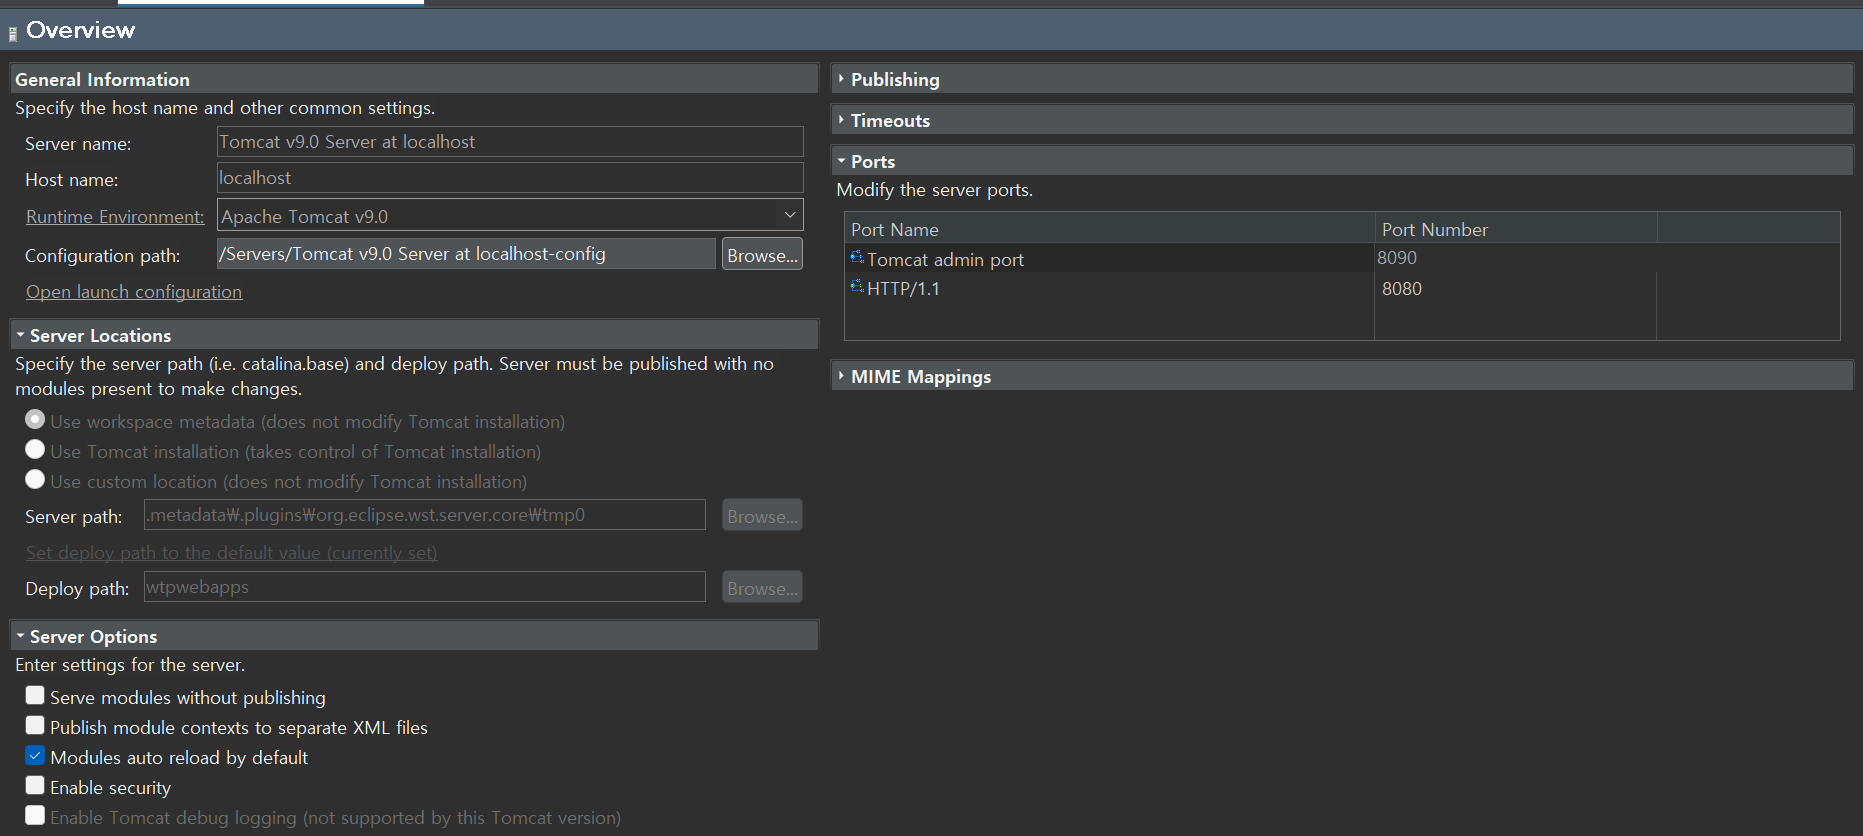 Overview
General Information
Specify the host name and other common settings.
Server name: Tomcat v9.0 Server at localhost
Host name: localhost
Runtime Environment: Apache Tomcat v9.0
Configuration path: /Servers/Tomcat v9.0 Server at localhost-config Browse...
Open launch configuration
Server Locations
Specify the server path (i.e. catalina.base) and deploy path. Server must be published with no
modules present to make changes.
Use workspace metadata (does not modify Tomcat installation)
Use Tomcat installation (takes control of Tomcat installation)
Use custom location (does not modify Tomcat installation)
Server path: .metadata₩.plugins₩org.eclipse.wst.server.core₩tmp0 Browse...
Set deploy path to the default value (currently set)
Deploy path: wtpwebapps Browse...
Server Options
Enter settings for the server.
Serve modules without publishing
Publish module contexts to separate XML files
Modules auto reload by default
Enable security
Enable Tomcat debug logging (not supported by this Tomcat version)
Publishing
Timeouts
Ports
Modify the server ports.
Port Name Port Number
Tomcat admin port 8090
HTTP/1.1 8080
MIME Mappings